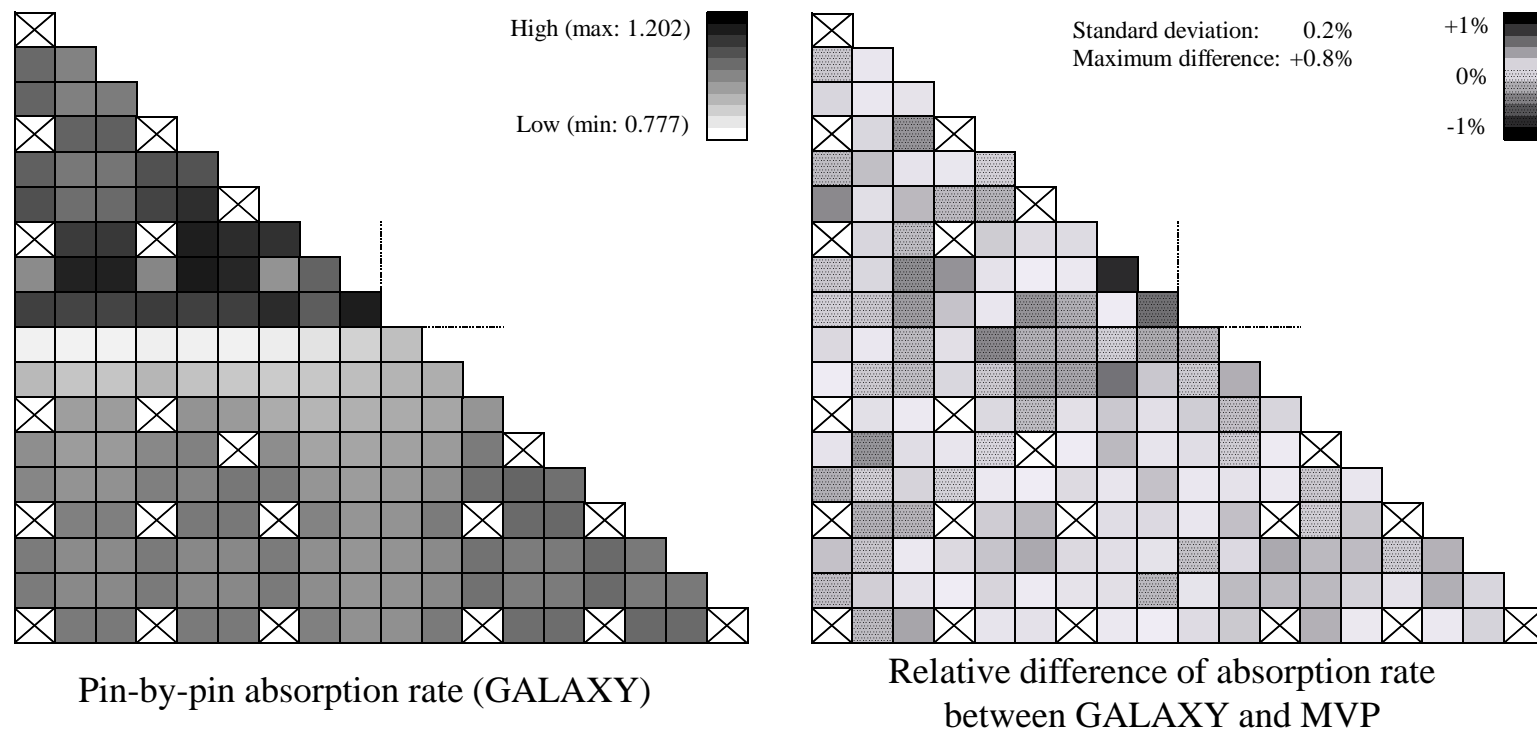 High (max: 1.202)
Low (min: 0.777)
Pin-by-pin absorption rate (GALAXY)
Standard deviation: 0.2%
Maximum difference: +0.8%
+1%
0%
-1%
Relative difference of absorption rate
between GALAXY and MVP